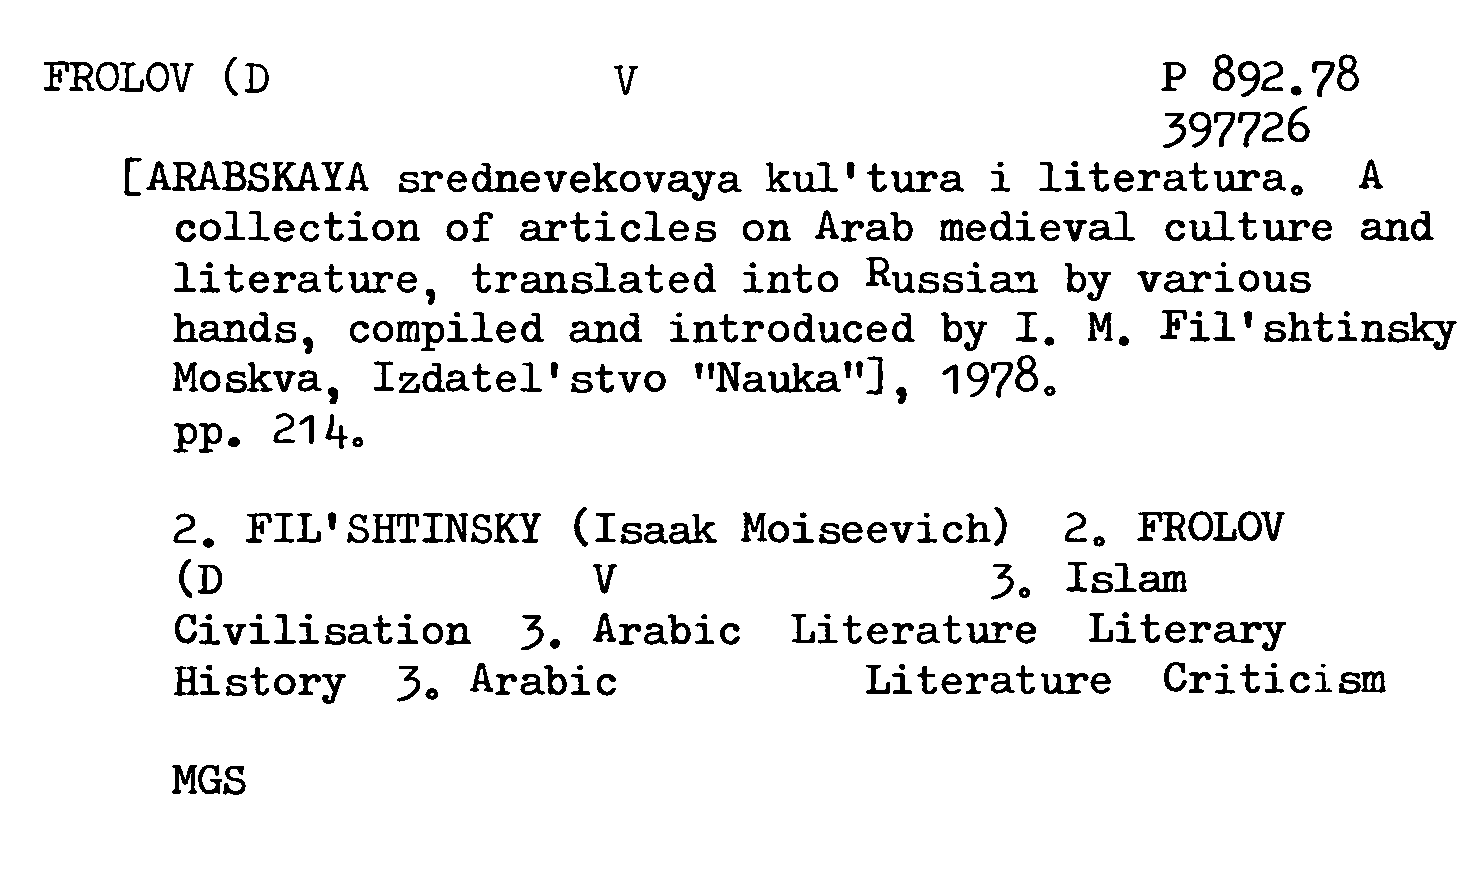 FROLOV (D V P 892.78
397726
[ARABSKAYA srednevekovaya kul'tura i literatura. A
collection of articles on Arab medieval culture and
literature, translated into Russian by various
hands, compiled and introduced by I. M. Fil'shtinsky
Moskva, Izdatel'stvo "Nauka"], 1978.
pp. 214.
2. FIL'SHTINSKY (Isaak Moiseevich) 2. FROLOV
(D V 3. Islam
Civilisation 3. Arabic Literature Literary
History 3. Arabic Literature Criticism
MGS